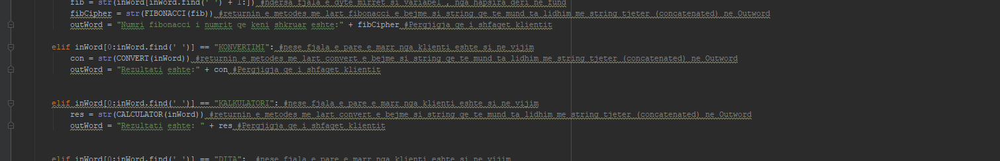 fib = str(inWord[inWord.find(' ') + 1:]) #ndersa fjala e dyte mirret si variabel , nga hapsira deri ne fund
fibCipher = str(FIBONACCI(fib)) #returnin e metodes me lart fibonacci e bejme si string qe te mund ta lidhim me string tjeter (concatenated) ne Outword
outWord = "Numri fibonacci i numrit qe keni shkruar eshte:" + fibCipher #Pergjigja qe i shfaqet klientit
elif inWord[0:inWord.find(' ')] == "KONVERTIMI": #nese fjala e pare e marr nga klienti eshte si ne vijim
con = str(CONVERT(inWord)) #returnin e metodes me lart convert e bejme si string qe te mund ta lidhim me string tjeter (concatenated) ne Outword
outWord = "Rezultati eshte:" + con #Pergjigja qe i shfaqet klientit
elif inWord[0:inWord.find(' ')] == "KALKULATORI": #nese fjala e pare e marr nga klienti eshte si ne vijim
res = str(CALCULATOR(inWord)) #returnin e metodes me lart convert e bejme si string qe te mund ta lidhim me string tjeter (concatenated) ne Outword
outWord = "Rezultati eshte: " + res #Pergjigja qe i shfaqet klientit
elif inWord[0:inWord.find(' ')] == "DITA": #nese fjala e pare e marr nga klienti eshte si ne vijim